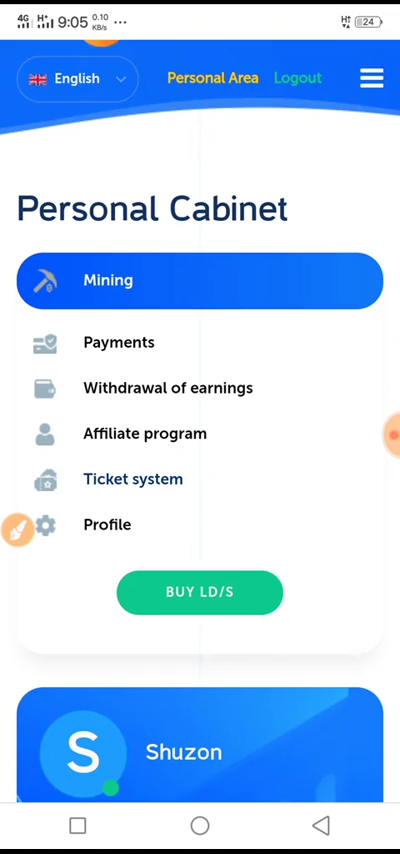 4G H+ 9:05 0.10 KB/s ... 24
English Personal Area Logout
Personal Cabinet
Mining
Payments
Withdrawal of earnings
Affiliate program
Ticket system
Profile
BUY LD/S
S
Shuzon